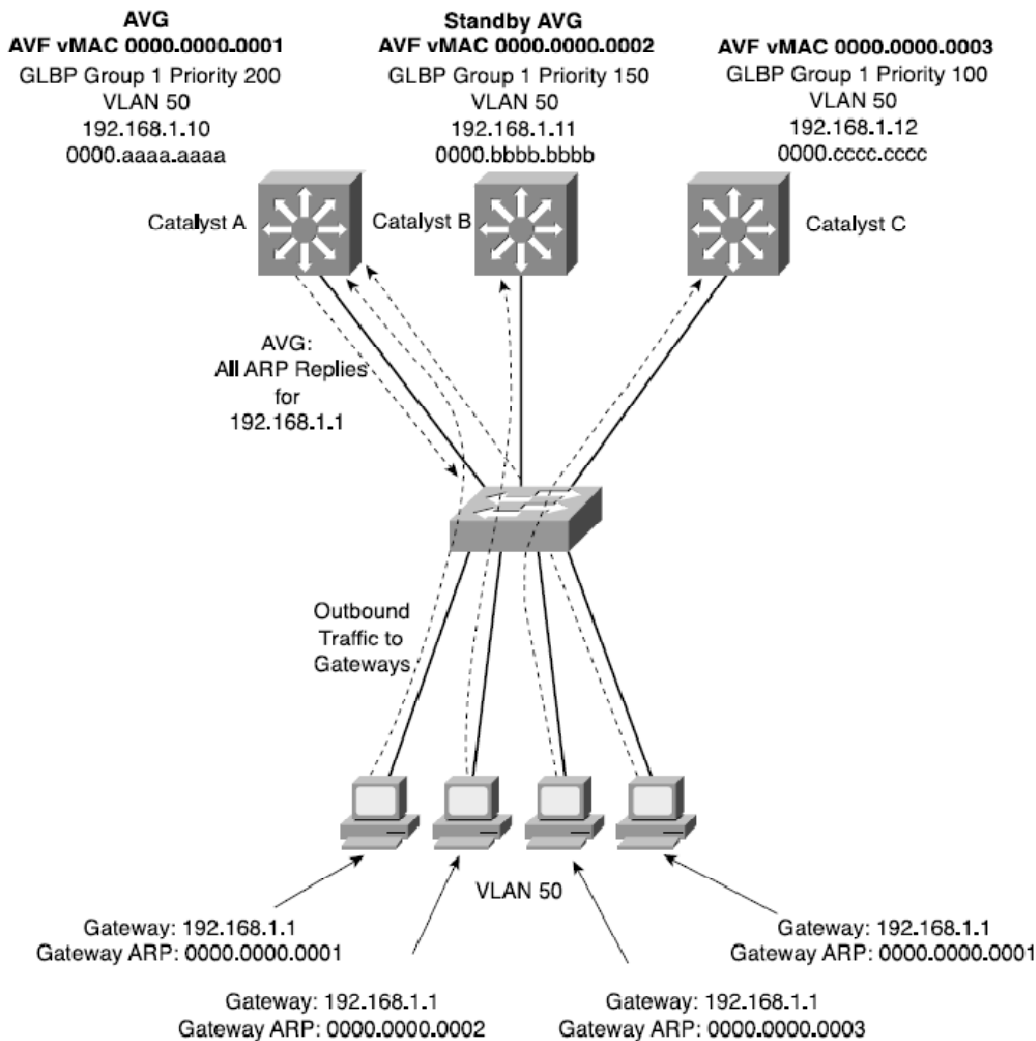 AVG
AVF vMAC 0000.0000.0001
GLBP Group 1 Priority 200
VLAN 50
192.168.1.10
0000.aaaa.aaaa
Standby AVG
AVF vMAC 0000.0000.0002
GLBP Group 1 Priority 150
VLAN 50
192.168.1.11
0000.bbbb.bbbb
AVF vMAC 0000.0000.0003
GLBP Group 1 Priority 100
VLAN 50
192.168.1.12
0000.cccc.cccc
Catalyst A
Catalyst B
Catalyst C
AVG:
All ARP Replies
for
192.168.1.1
Outbound
Traffic to
Gateways
VLAN 50
Gateway: 192.168.1.1
Gateway ARP: 0000.0000.0001
Gateway: 192.168.1.1
Gateway ARP: 0000.0000.0002
Gateway: 192.168.1.1
Gateway ARP: 0000.0000.0003
Gateway: 192.168.1.1
Gateway ARP: 0000.0000.0001